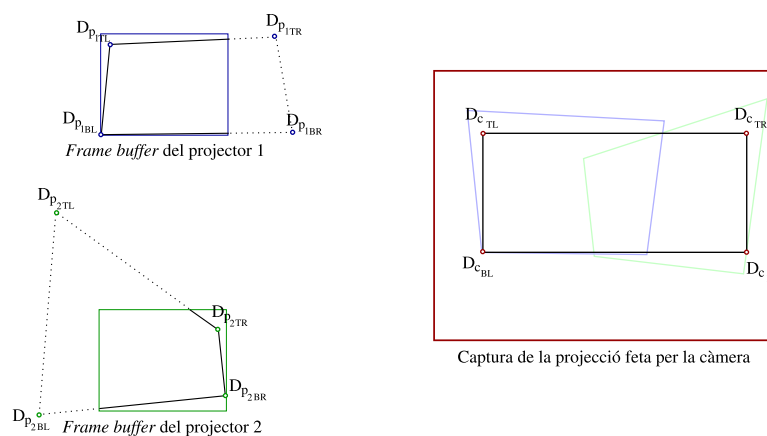 Dp1TL
Dp1TR
Dp1BL
Dp1BR
Frame buffer del projector 1
Dp2TL
Dp2TR
Dp2BR
Dp2BL
Frame buffer del projector 2
Dc TL
Dc TR
Dc BL
Dc
Captura de la projecció feta per la càmera